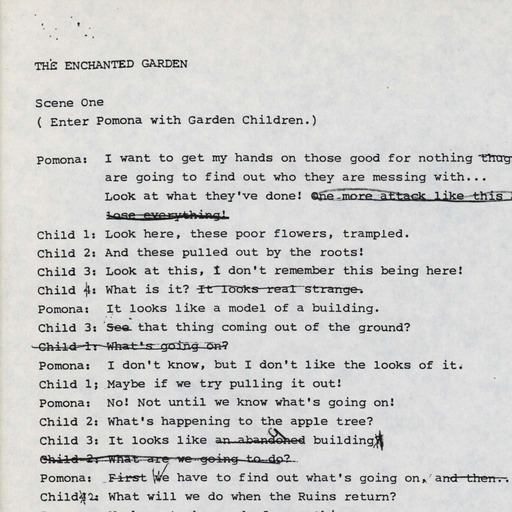 THE ENCHANTED GARDEN
Scene One
( Enter Pomona with Garden Children.)
Pomona: I want to get my hands on those good for nothing thug
are going to find out who they are messing with...
Look at what they've done! One more attack like this
lose everything!
Child 1: Look here, these poor flowers, trampled.
Child 2: And these pulled out by the roots!
Child 3: Look at this, I don't remember this being here!
Child 4: What is it? It looks real strange.
Pomona: It looks like a model of a building.
Child 3: See that thing coming out of the ground?
Child 1: What's going on?
Pomona: I don't know, but I don't like the looks of it.
Child 1; Maybe if we try pulling it out!
Pomona: No! Not until we know what's going on!
Child 2: What's happening to the apple tree?
Child 3: It looks like an abandoned a building
Child 2: What are we going to do?
Pomona: First We have to find out what's going on, and then..
Child 2: What will we do when the Ruins return?